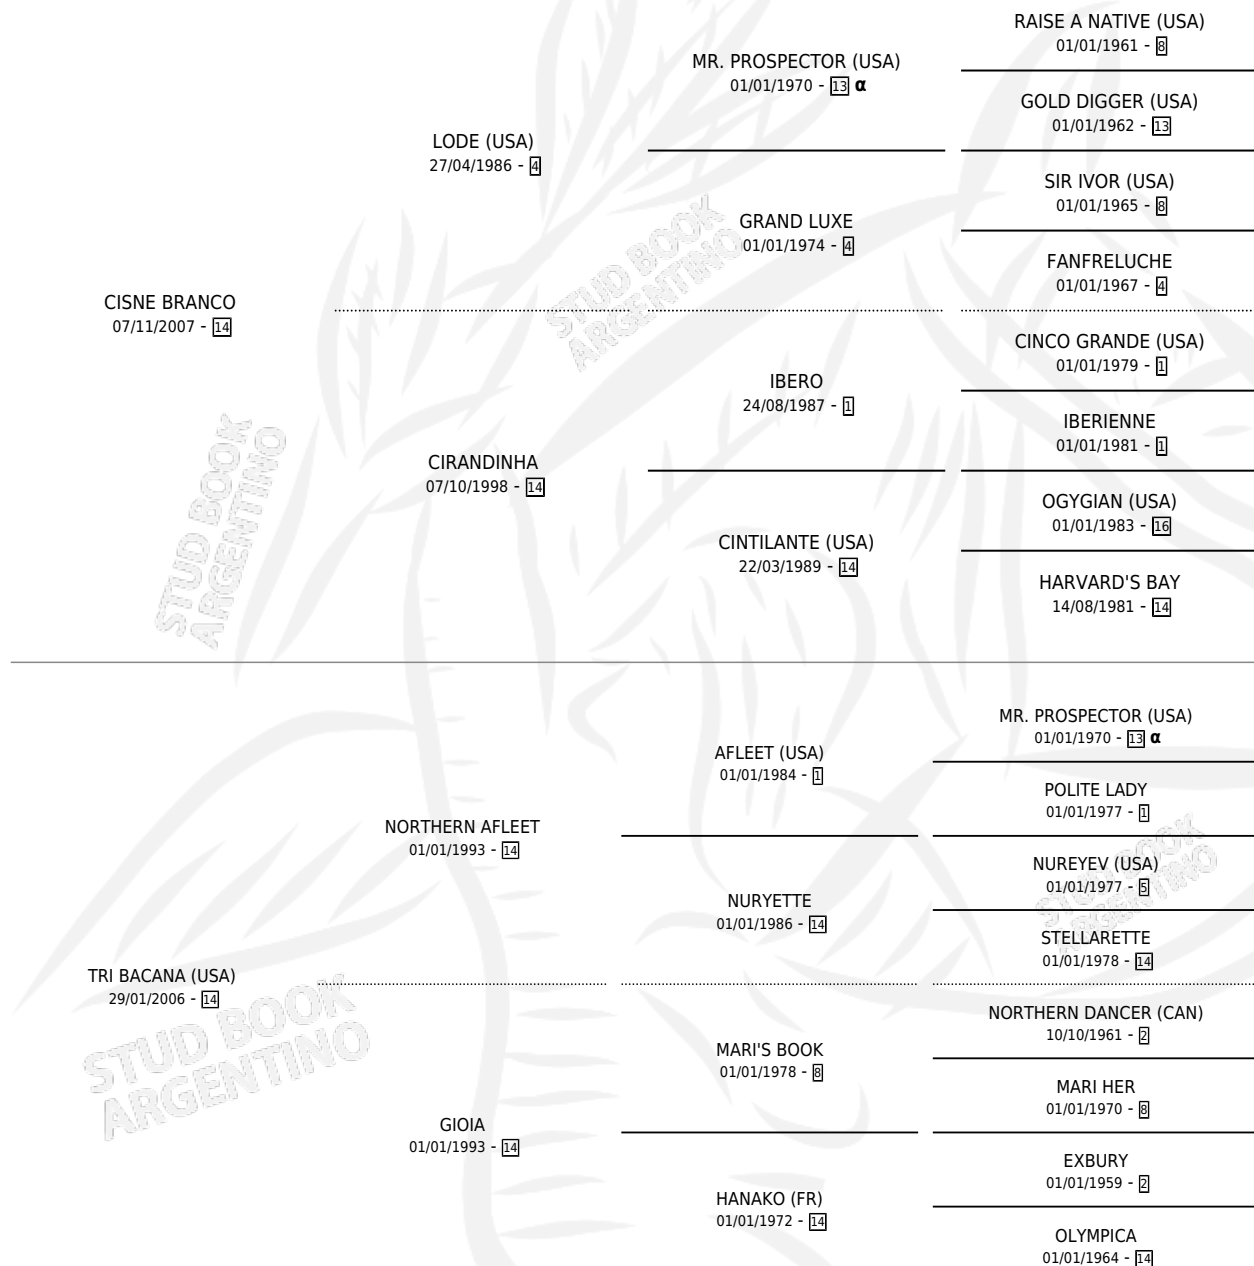 RAISE A NATIVE (USA)
01/01/1961 - 8
MR. PROSPECTOR (USA)
01/01/1970 - 13 α
GOLD DIGGER (USA)
01/01/1962 - 13
LODE (USA)
27/04/1986 - 4
SIR IVOR (USA)
01/01/1965 - 8
GRAND LUXE
01/01/1974 - 4
FANFRELUCHE
01/01/1967 - 4
CISNE BRANCO
07/11/2007 - 14
CINCO GRANDE (USA)
01/01/1979 - 1
IBERO
24/08/1987 - 1
IBERIENNE
01/01/1981 - 1
CIRANDINHA
07/10/1998 - 14
OGYGIAN (USA)
01/01/1983 - 16
CINTILANTE (USA)
22/03/1989 - 14
HARVARD'S BAY
14/08/1981 - 14
MR. PROSPECTOR (USA)
01/01/1970 - 13 α
AFLEET (USA)
01/01/1984 - 1
POLITE LADY
01/01/1977 - 1
NORTHERN AFLEET
01/01/1993 - 14
NUREYEV (USA)
01/01/1977 - 5
NURYETTE
01/01/1986 - 14
STELLARETTE
01/01/1978 - 14
TRI BACANA (USA)
29/01/2006 - 14
NORTHERN DANCER (CAN)
10/10/1961 - 2
MARI'S BOOK
01/01/1978 - 8
MARI HER
01/01/1970 - 8
GIOIA
01/01/1993 - 14
EXBURY
01/01/1959 - 2
HANAKO (FR)
01/01/1972 - 14
OLYMPICA
01/01/1964 - 14
STUD BOOK
ARGENTINO
STUD BOOK
ARGENTINO
STUD BOOK
ARGENTINO
STUD BOOK
ARGENTINO